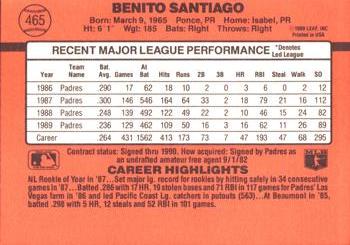 465
BENITO SANTIAGO
Born: March 9, 1965 Ponce, PR Home: Isabel, PR
Ht: 6' 1" Wgt: 185 Bats: Right Throws: Right
©1989 LEAF, INC.
PRINTED IN USA
RECENT MAJOR LEAGUE PERFORMANCE *Denotes Led League
Year Team Name Bat. Avg. Games At Bats Hits Runs 2B 3B HR RBI Steal Walk SO
1986 Padres .290 17 62 18 10 2 0 3 6 0 2 12
1987 Padres .300 146 546 164 64 33 2 18 79 21 16 112
1988 Padres .248 139 492 122 49 22 2 10 46 15 24 82
1989 Padres .236 129 462 109 50 16 3 16 62 11 26 89
Career .264 431 1562 413 173 73 7 47 193 47 68 295
Contract status: Signed thru 1990. How acquired: Signed by Padres as an undrafted amateur free agent 9/1/82
CAREER HIGHLIGHTS
NL Rookie of Year in '87...Set major lg. record for rookies by hitting safely in 34 consecutive games in '87...Batted .286 with 17 HR, 19 stolen bases and 71 RBI in 117 games for Padres' Las Vegas farm in '86 and led Pacific Coast Lg. catchers in putouts (563)...At Beaumont in '85, batted .298 with 5 HR, 12 steals and 52 RBI in 101 games.
MLB